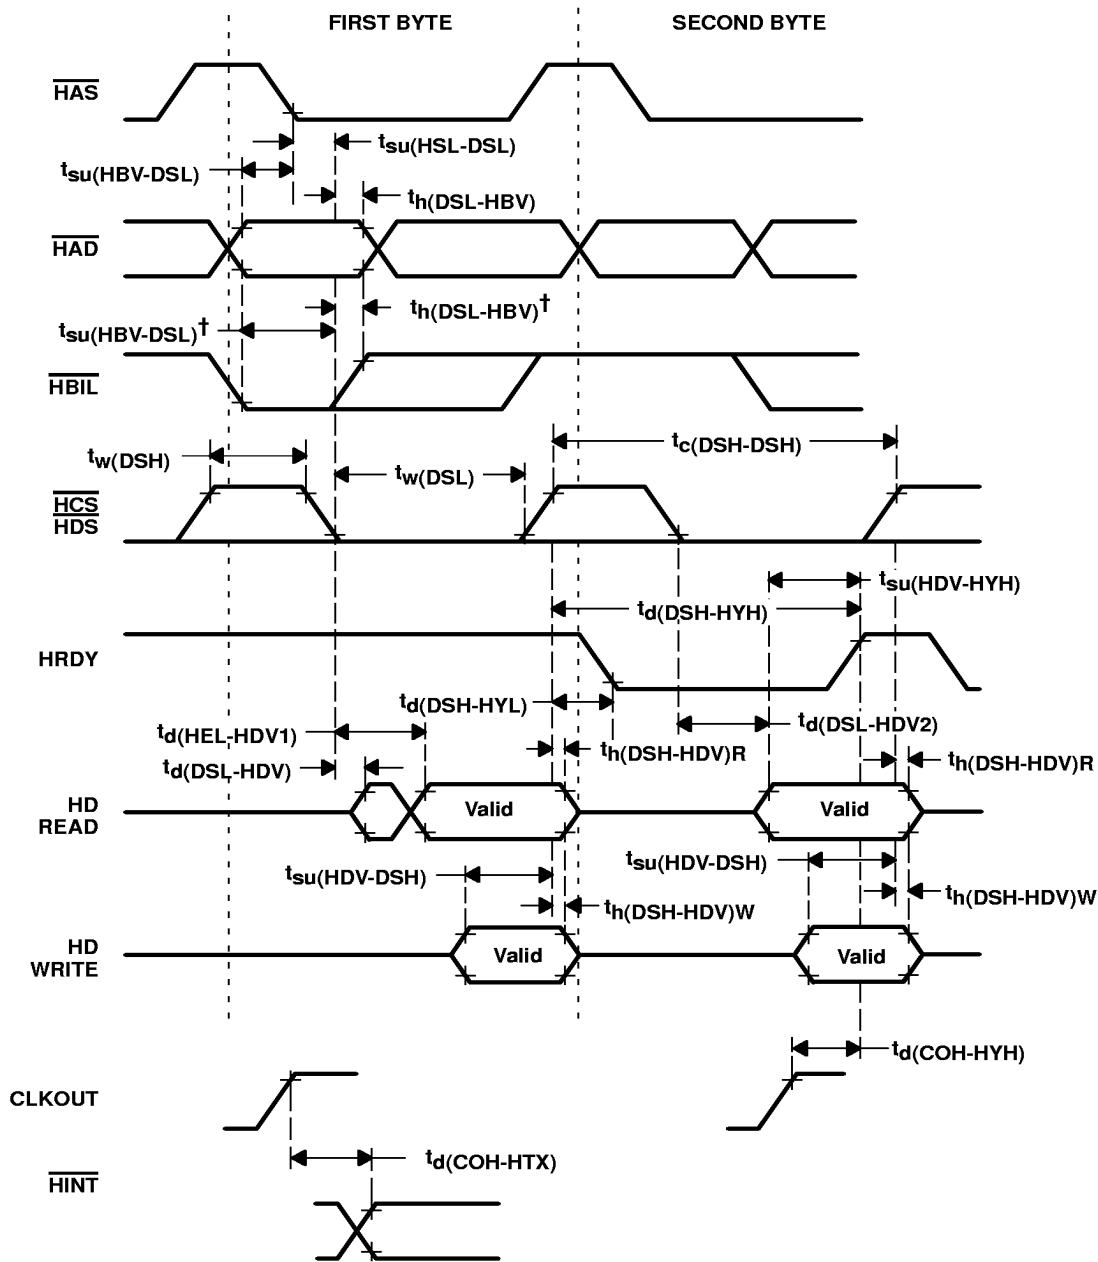 FIRST BYTE SECOND BYTE
HAS
tsu(HSL-DSL)
tsu(HBV-DSL)
th(DSL-HBV)
HAD
th(DSL-HBV)†
tsu(HBV-DSL)†
HBIL
tc(DSH-DSH)
tw(DSH)
tw(DSL)
HCS
HDS
tsu(HDV-HYH)
td(DSH-HYH)
HRDY
td(DSH-HYL)
td(DSL-HDV2)
td(HEL-HDV1)
th(DSH-HDV)R
th(DSH-HDV)R
td(DSL-HDV)
HD
READ
Valid Valid
tsu(HDV-DSH)
tsu(HDV-DSH)
th(DSH-HDV)W
th(DSH-HDV)W
HD
WRITE
Valid Valid
td(COH-HYH)
CLKOUT
td(COH-HTX)
HINT